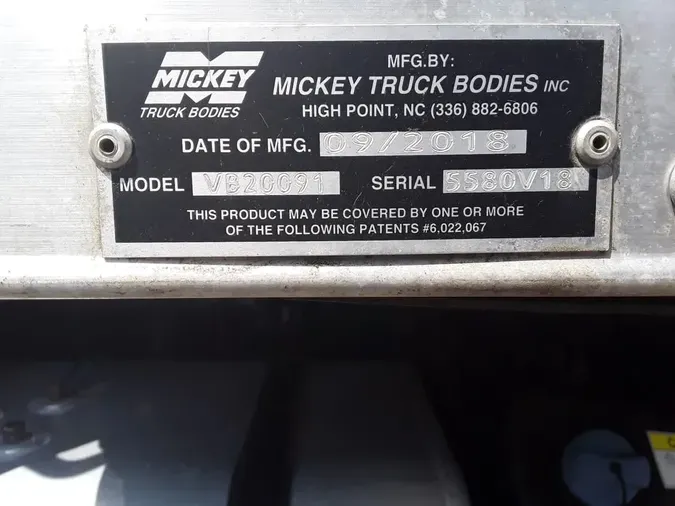 MICKEY
TRUCK BODIES
MFG.BY:
MICKEY TRUCK BODIES INC
HIGH POINT, NC (336) 882-6806
DATE OF MFG. 09/2018
MODEL VB20G91 SERIAL 5580V18
THIS PRODUCT MAY BE COVERED BY ONE OR MORE
OF THE FOLLOWING PATENTS #6,022,067